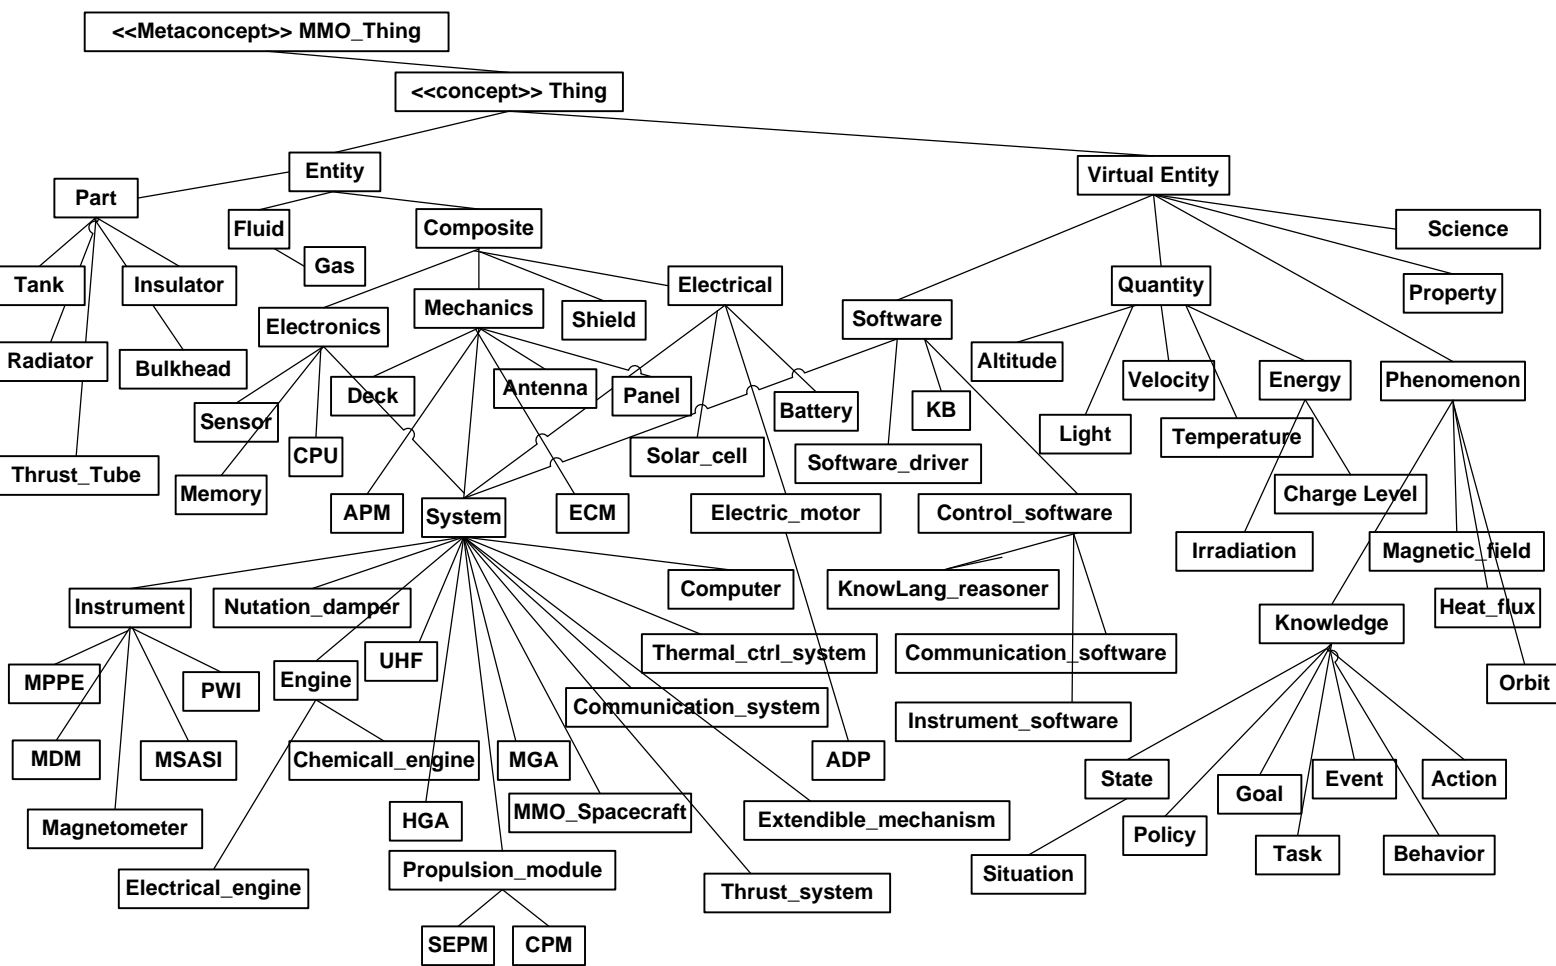 <<Metaconcept>> MMO_Thing
<<concept>> Thing
Entity
Virtual Entity
Part
Fluid
Composite
Science
Gas
Tank
Insulator
Electrical
Quantity
Property
Mechanics
Shield
Electronics
Software
Radiator
Bulkhead
Altitude
Velocity
Energy
Phenomenon
Deck
Antenna
Panel
Sensor
Battery
KB
Light
Temperature
CPU
Solar_cell
Software_driver
Thrust_Tube
Memory
Charge Level
APM
System
ECM
Electric_motor
Control_software
Irradiation
Magnetic_field
Computer
KnowLang_reasoner
Instrument
Nutation_damper
Heat_flux
Knowledge
UHF
Thermal_ctrl_system
Communication_software
MPPE
PWI
Engine
Orbit
Communication_system
Instrument_software
MDM
MSASI
Chemicall_engine
MGA
ADP
State
Goal
Event
Action
MMO_Spacecraft
HGA
Extendible_mechanism
Magnetometer
Policy
Task
Behavior
Propulsion_module
Situation
Electrical_engine
Thrust_system
SEPM
CPM